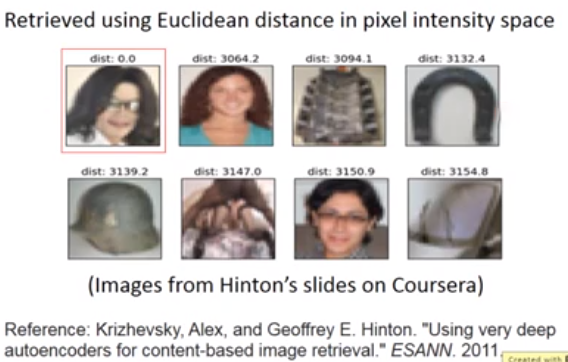 Retrieved using Euclidean distance in pixel intensity space
dist: 0.0 dist: 3064.2 dist: 3094.1 dist: 3132.4
dist: 3139.2 dist: 3147.0 dist: 3150.9 dist: 3154.8
(Images from Hinton's slides on Coursera)
Reference: Krizhevsky, Alex, and Geoffrey E. Hinton. "Using very deep
autoencoders for content-based image retrieval." ESANN. 2011.
Created with